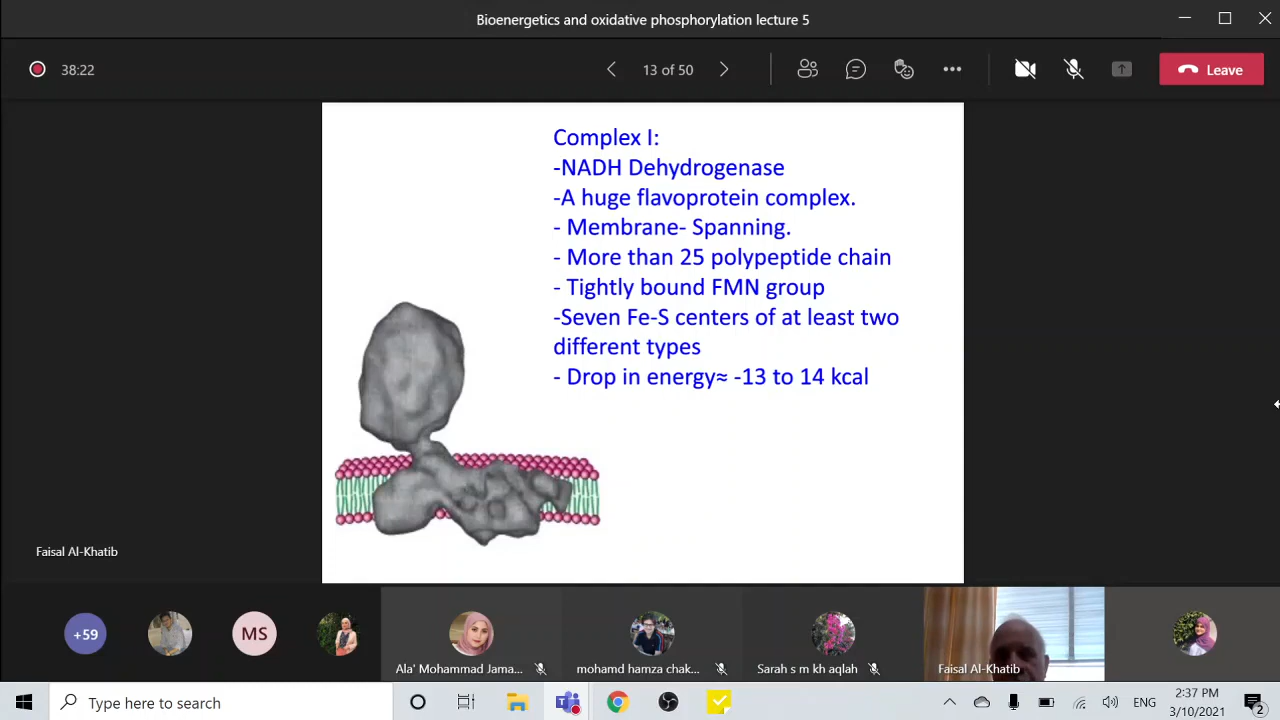 Bioenergetics and oxidative phosphorylation lecture 5
38:22
13 of 50
Leave
Complex I:
-NADH Dehydrogenase
-A huge flavoprotein complex.
- Membrane- Spanning.
- More than 25 polypeptide chain
- Tightly bound FMN group
-Seven Fe-S centers of at least two
different types
- Drop in energy≈ -13 to 14 kcal
Faisal Al-Khatib
+59
MS
Ala' Mohammad Jama...
mohamd hamza chak...
Sarah s m kh aqlah
Faisal Al-Khatib
Type here to search
ENG
2:37 PM
3/10/2021
2